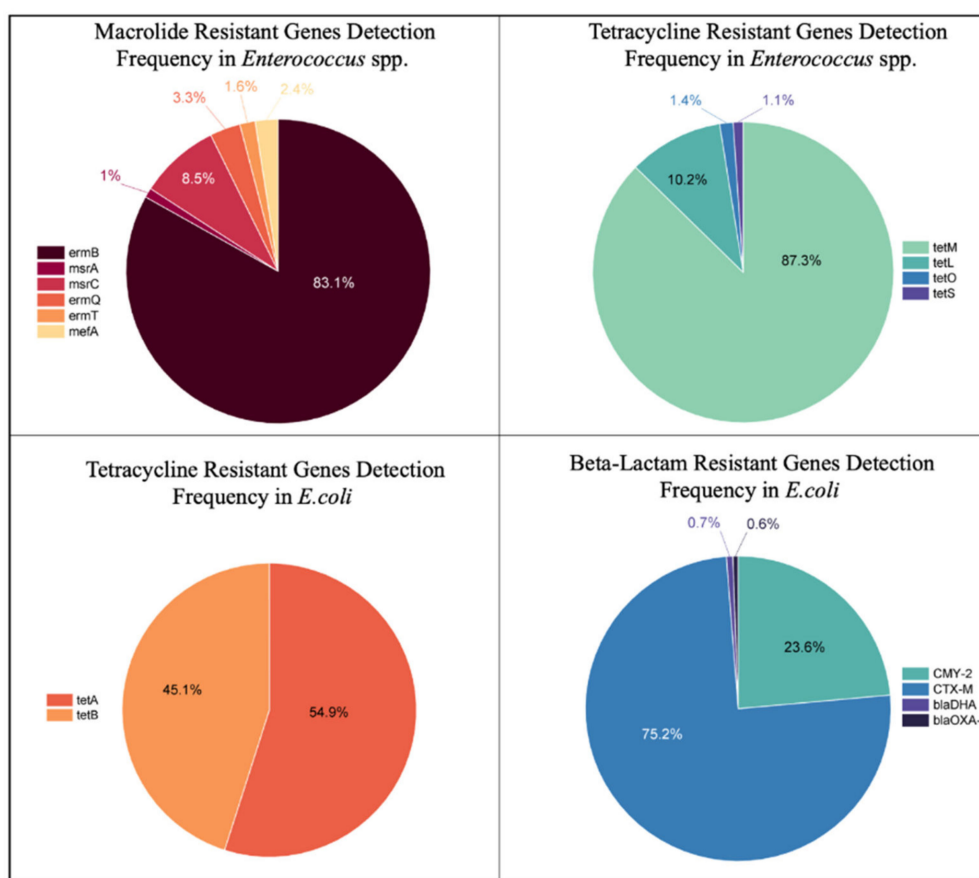 Macrolide Resistant Genes Detection
Frequency in Enterococcus spp.
1.6%
2.4%
3.3%
1%
8.5%
83.1%
ermB
msrA
msrC
ermQ
ermT
mefA
Tetracycline Resistant Genes Detection
Frequency in Enterococcus spp.
1.4%
1.1%
10.2%
87.3%
tetM
tetL
tetO
tetS
Tetracycline Resistant Genes Detection
Frequency in E.coli
45.1%
54.9%
tetA
tetB
Beta-Lactam Resistant Genes Detection
Frequency in E.coli
0.7%
0.6%
23.6%
75.2%
CMY-2
CTX-M
blaDHA
blaOXA-